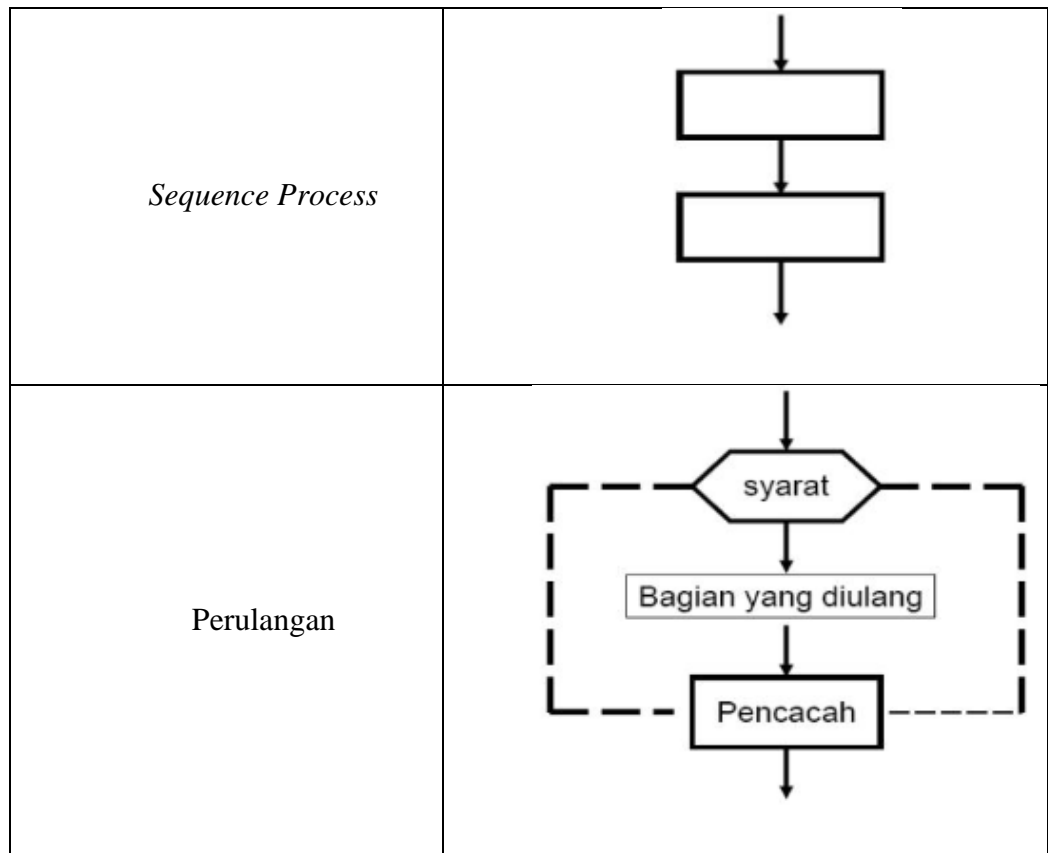 Sequence Process
syarat
Bagian yang diulang
Perulangan
Pencacah